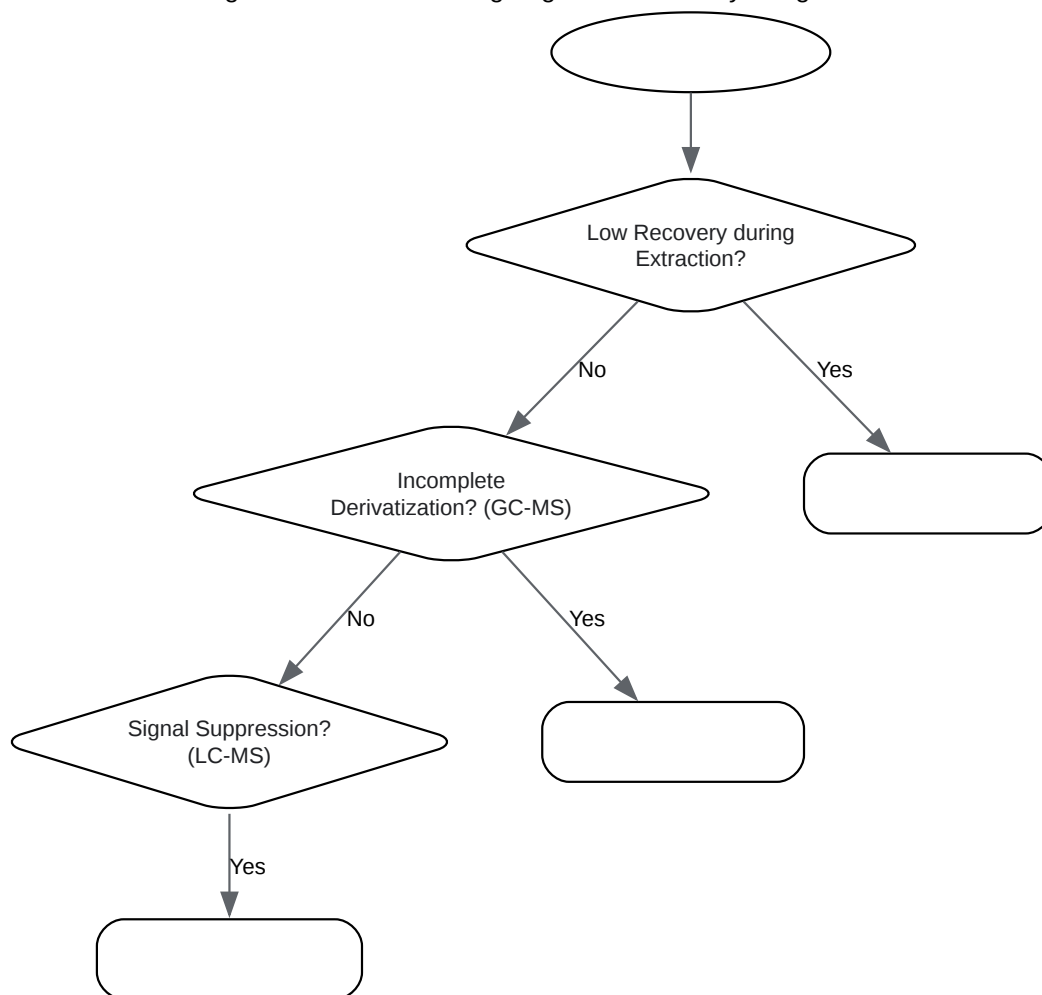 Low Recovery during
Extraction?
No
Yes
Incomplete
Derivatization? (GC-MS)
No
Yes
Signal Suppression?
(LC-MS)
Yes